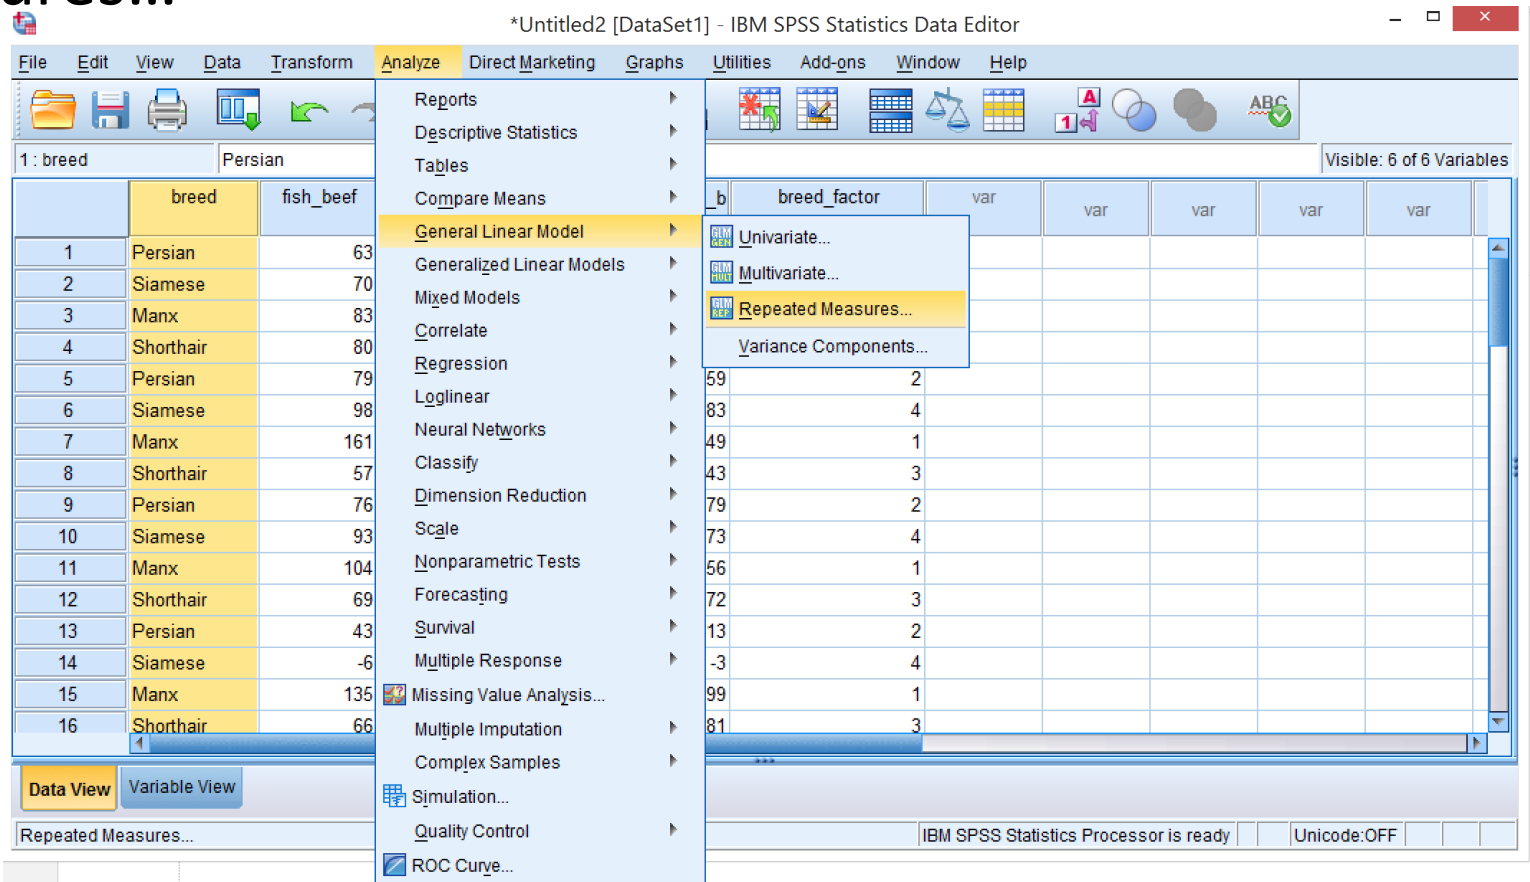 *Untitled2 [DataSet1] - IBM SPSS Statistics Data Editor
File Edit View Data Transform Analyze Direct Marketing Graphs Utilities Add-ons Window Help
1 : breed Persian Visible: 6 of 6 Variables
breed fish_beef _b breed_factor var var var var var
1 Persian 63
2 Siamese 70
3 Manx 83
4 Shorthair 80
5 Persian 79 59 2
6 Siamese 98 83 4
7 Manx 161 49 1
8 Shorthair 57 43 3
9 Persian 76 79 2
10 Siamese 93 73 4
11 Manx 104 56 1
12 Shorthair 69 72 3
13 Persian 43 13 2
14 Siamese -6 -3 4
15 Manx 135 99 1
16 Shorthair 66 81 3
Reports
Descriptive Statistics
Tables
Compare Means
General Linear Model
Generalized Linear Models
Mixed Models
Correlate
Regression
Loglinear
Neural Networks
Classify
Dimension Reduction
Scale
Nonparametric Tests
Forecasting
Survival
Multiple Response
Missing Value Analysis...
Multiple Imputation
Complex Samples
Simulation...
Quality Control
ROC Curve...
GLM GEN Univariate...
GLM MULT Multivariate...
GLM REP Repeated Measures...
Variance Components...
A
1
ABC
Data View Variable View
Repeated Measures... IBM SPSS Statistics Processor is ready Unicode:OFF